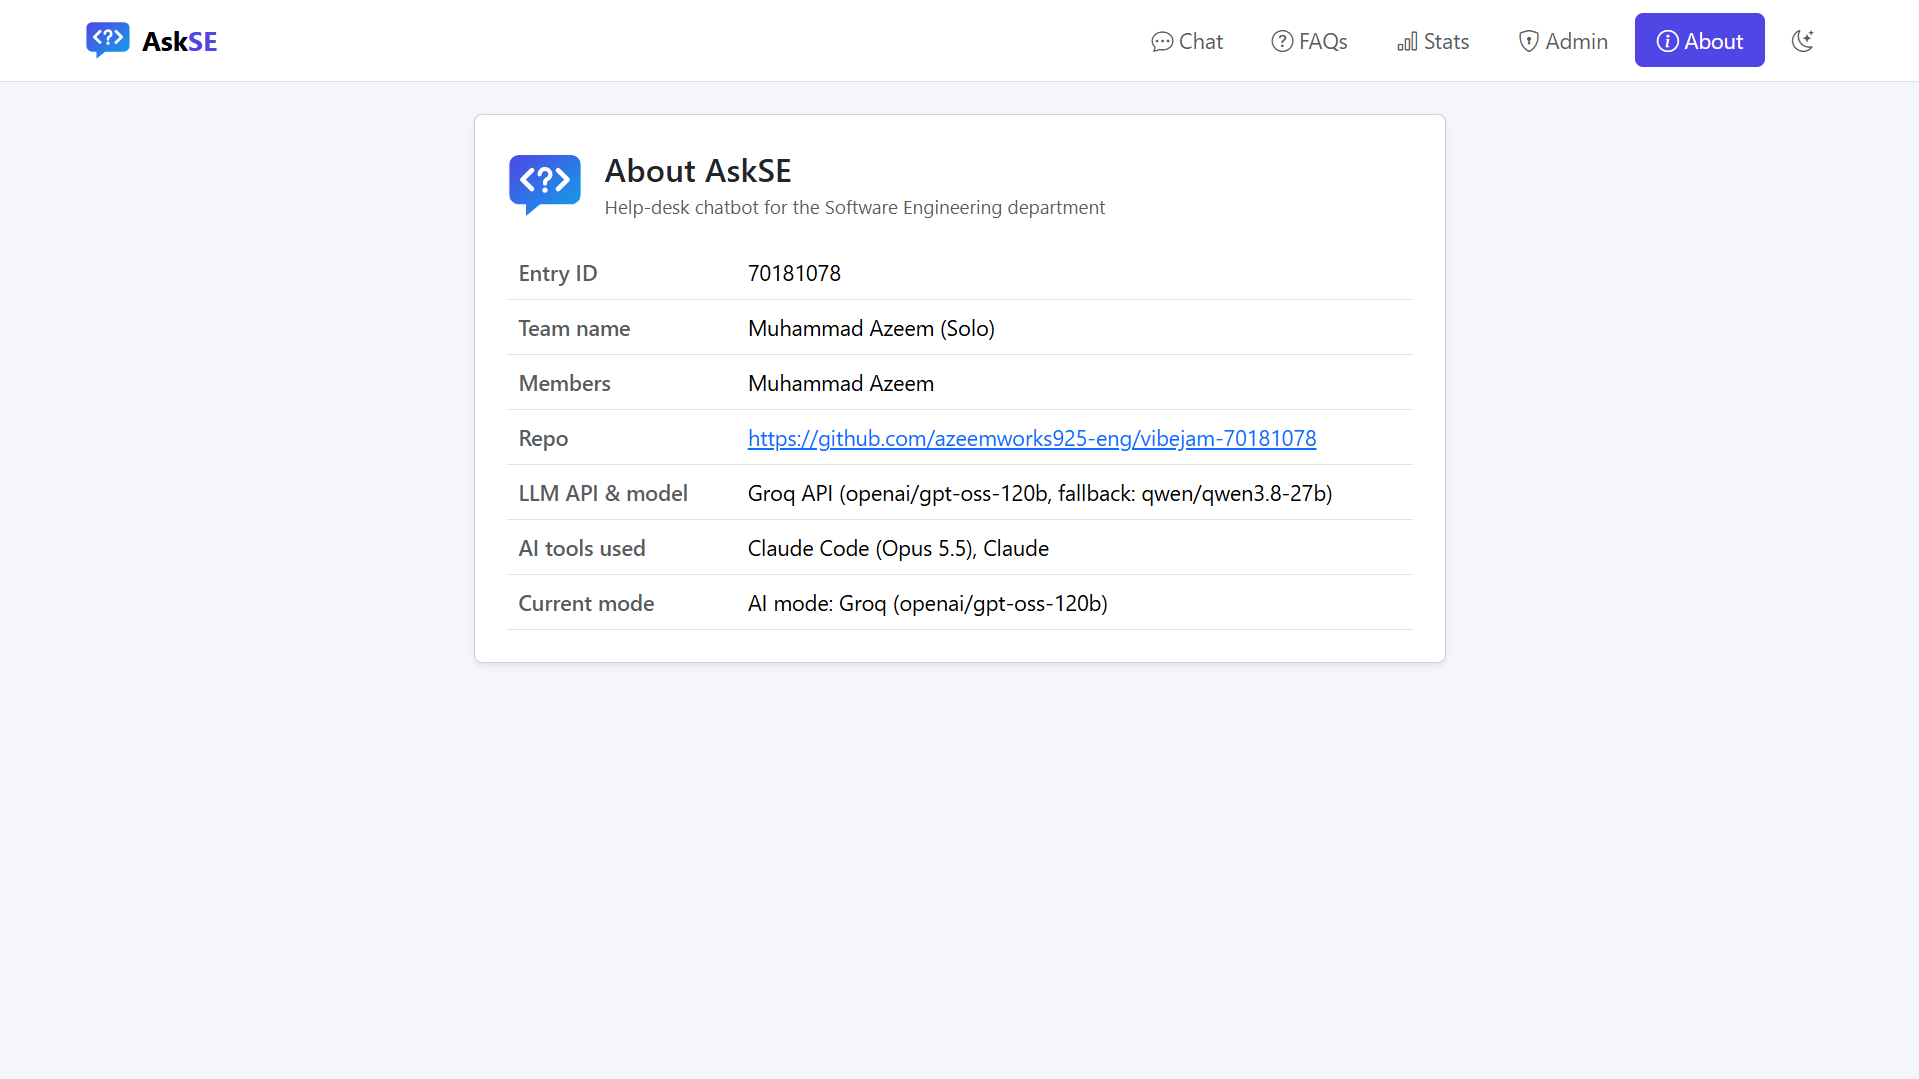 <?> AskSE
Chat FAQs Stats Admin About
<?> About AskSE
Help-desk chatbot for the Software Engineering department
Entry ID 70181078
Team name Muhammad Azeem (Solo)
Members Muhammad Azeem
Repo https://github.com/azeemworks925-eng/vibejam-70181078
LLM API & model Groq API (openai/gpt-oss-120b, fallback: qwen/qwen3.8-27b)
AI tools used Claude Code (Opus 5.5), Claude
Current mode AI mode: Groq (openai/gpt-oss-120b)